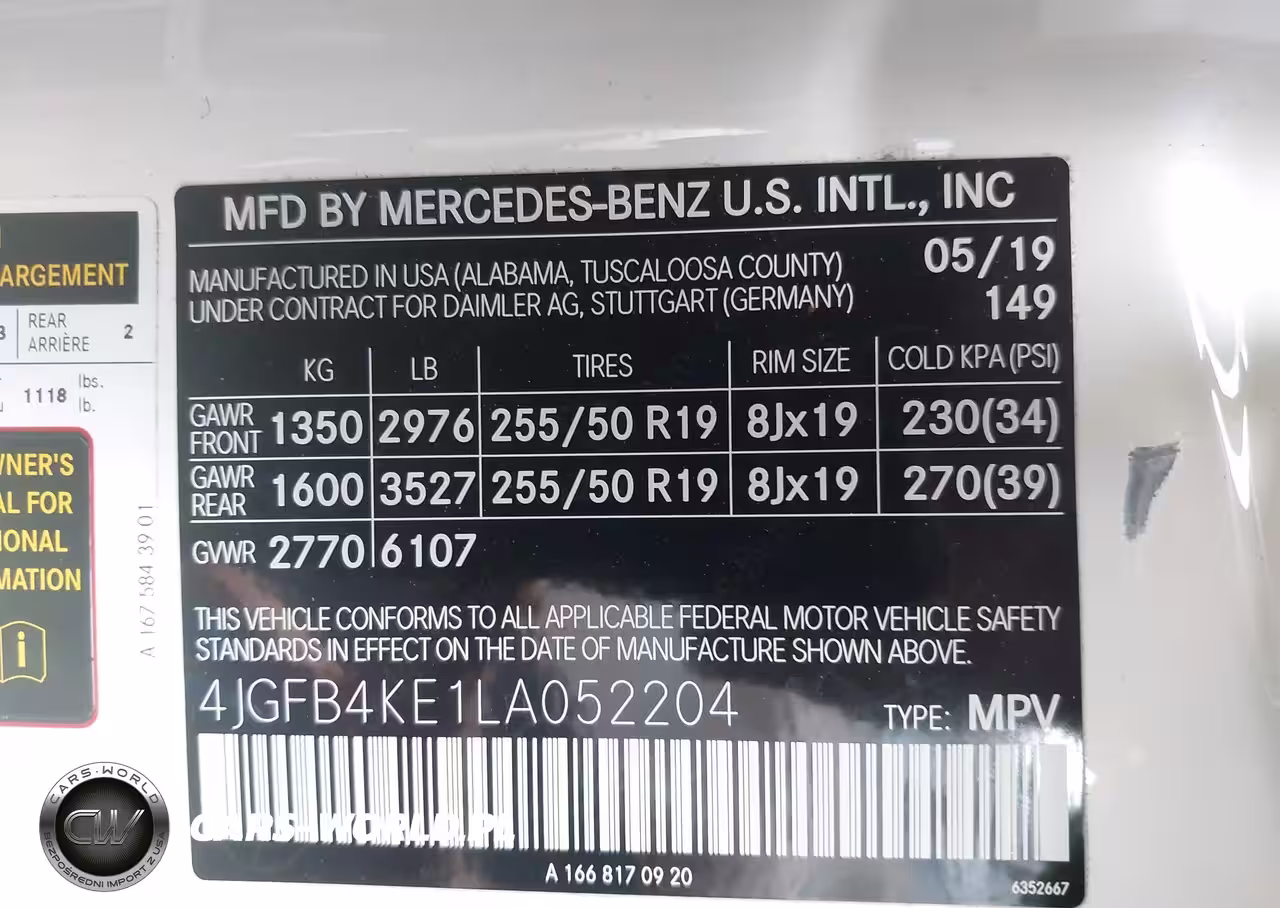 MFD BY MERCEDES-BENZ U.S. INTL., INC
MANUFACTURED IN USA (ALABAMA, TUSCALOOSA COUNTY) 05/19
UNDER CONTRACT FOR DAIMLER AG, STUTTGART (GERMANY) 149
KG LB TIRES RIM SIZE COLD KPA (PSI)
GAWR FRONT 1350 2976 255/50 R19 8Jx19 230(34)
GAWR REAR 1600 3527 255/50 R19 8Jx19 270(39)
GVWR 2770 6107
THIS VEHICLE CONFORMS TO ALL APPLICABLE FEDERAL MOTOR VEHICLE SAFETY
STANDARDS IN EFFECT ON THE DATE OF MANUFACTURE SHOWN ABOVE.
4JGFB4KE1LA052204 TYPE: MPV
A 166 817 09 20
6352667
ARGEMENT
3 REAR 2
ARRIÈRE
1118 lbs.
lb.
WNER'S
AL FOR
IONAL
MATION
i
A 167 584 39 01
CARS-WORLD
CW
BEZPOŚREDNI IMPORT Z USA
CARS-WORLD.PL